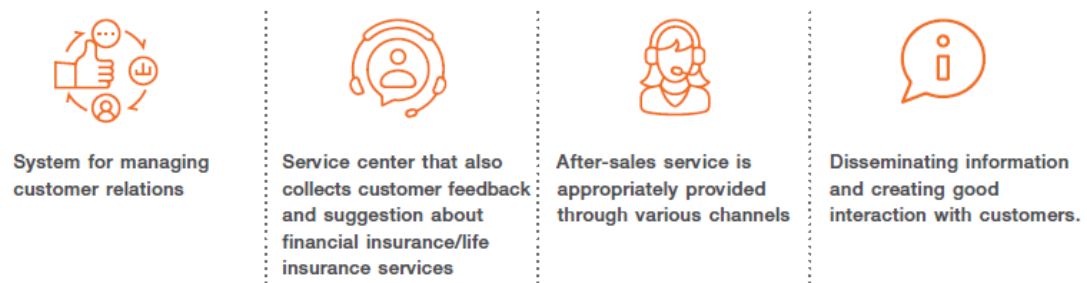 System for managing
customer relations
Service center that also
collects customer feedback
and suggestion about
financial insurance/life
insurance services
After-sales service is
appropriately provided
through various channels
Disseminating information
and creating good
interaction with customers.